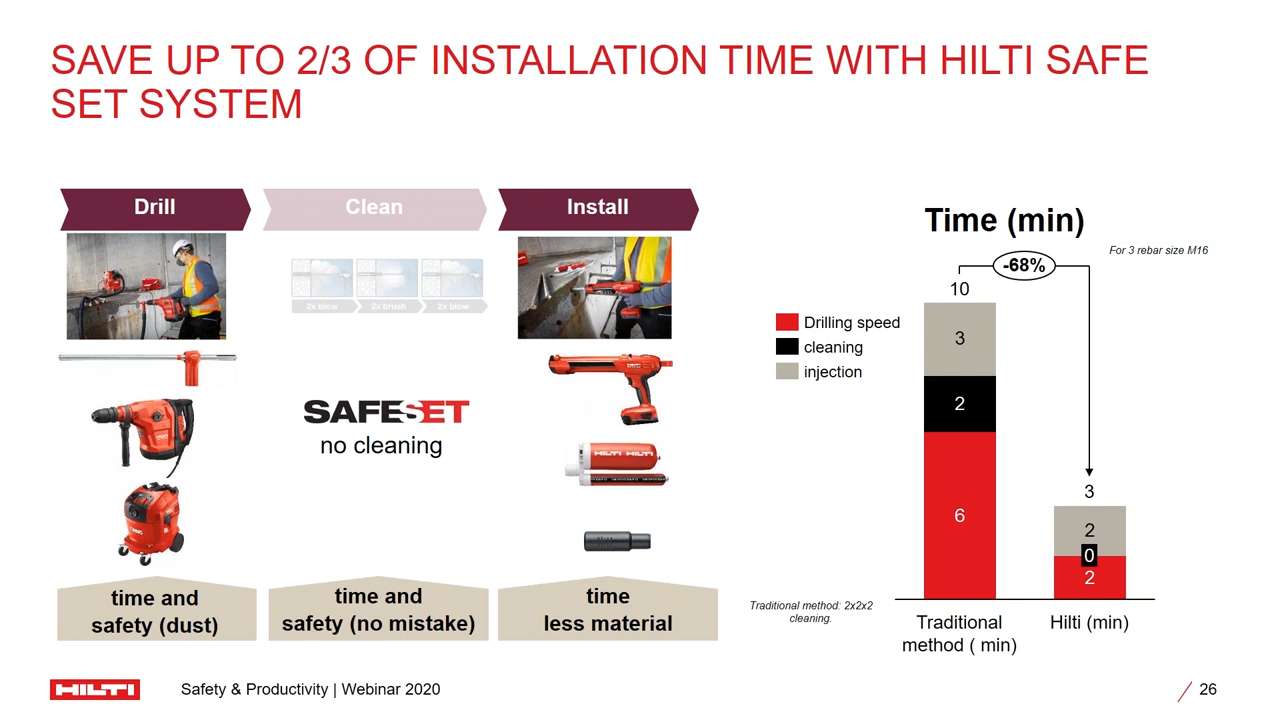 SAVE UP TO 2/3 OF INSTALLATION TIME WITH HILTI SAFE
SET SYSTEM
Drill
Clean
Install
2x blow
2x brush
2x blow
SAFESET
no cleaning
HILTI HILTI
time and
safety (dust)
time and
safety (no mistake)
time
less material
Time (min)
For 3 rebar size M16
-68%
10
Drilling speed
cleaning
injection
3
2
6
3
2
0
2
Traditional method: 2x2x2
cleaning.
Traditional
method ( min)
Hilti (min)
HILTI
Safety & Productivity | Webinar 2020
26